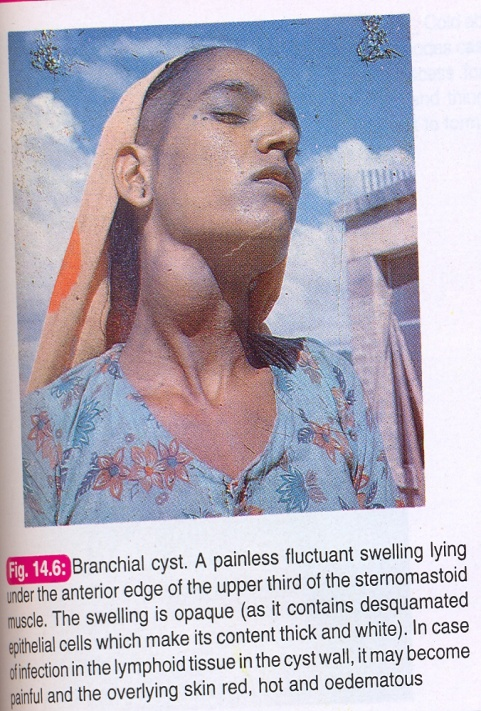 Fig. 14.6: Branchial cyst. A painless fluctuant swelling lying
under the anterior edge of the upper third of the sternomastoid
muscle. The swelling is opaque (as it contains desquamated
epithelial cells which make its content thick and white). In case
of infection in the lymphoid tissue in the cyst wall, it may become
painful and the overlying skin red, hot and oedematous